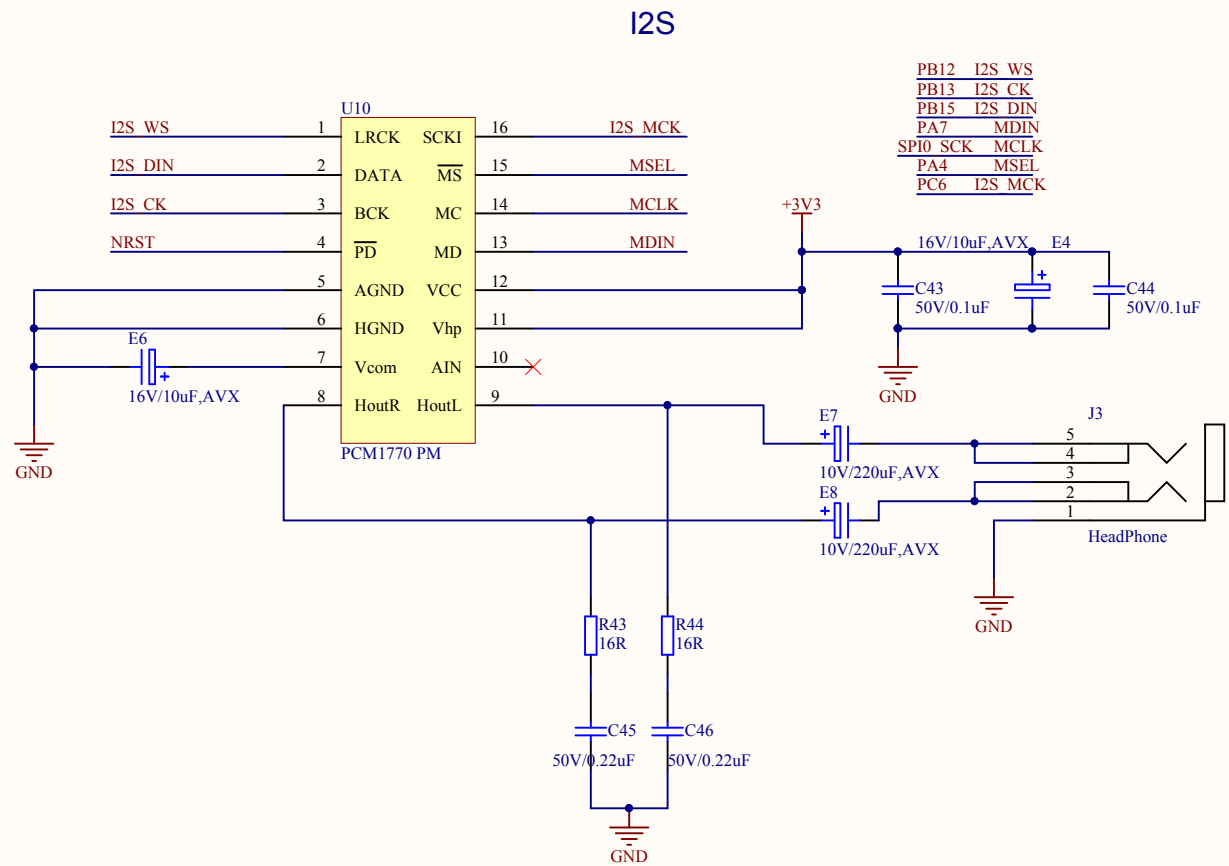 I2S
PB12 I2S_WS
PB13 I2S_CK
PB15 I2S_DIN
PA7 MDIN
SPI0_SCK MCLK
PA4 MSEL
PC6 I2S_MCK
U10
I2S_WS 1 LRCK SCKI 16 I2S_MCK
I2S_DIN 2 DATA MS 15 MSEL
I2S_CK 3 BCK MC 14 MCLK
NRST 4 PD MD 13 MDIN
5 AGND VCC 12
6 HGND Vhp 11
7 Vcom AIN 10
8 HoutR HoutL 9
PCM1770 PM
E6
16V/10uF,AVX
GND
+3V3
16V/10uF,AVX E4
C43
50V/0.1uF
C44
50V/0.1uF
GND
E7
10V/220uF,AVX
E8
10V/220uF,AVX
J3
5
4
3
2
1
HeadPhone
GND
R43
16R
R44
16R
C45
50V/0.22uF
C46
50V/0.22uF
GND